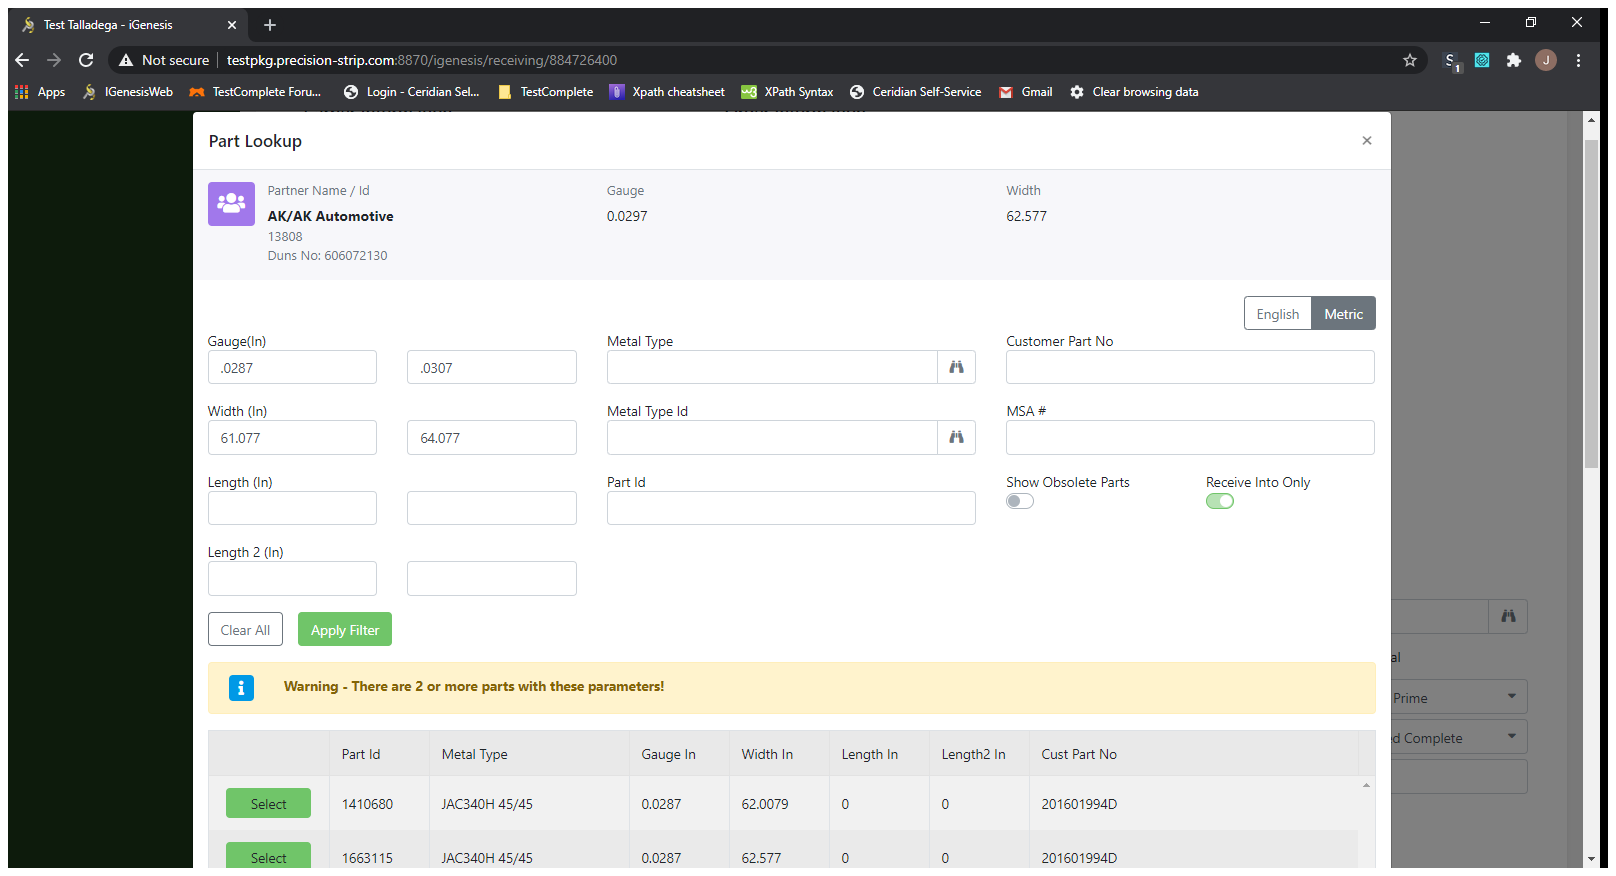 Test Talladega - iGenesis
Not secure testpkg.precision-strip.com:8870/igenesis/receiving/884726400
S 1 J
Apps IGenesisWeb TestComplete Foru... Login - Ceridian Sel... TestComplete Xpath cheatsheet XPath Syntax Ceridian Self-Service Gmail Clear browsing data
Part Lookup
Partner Name / Id Gauge Width
AK/AK Automotive 0.0297 62.577
13808
Duns No: 606072130
English Metric
Gauge(In) Metal Type Customer Part No
.0287 .0307
Width (In) Metal Type Id MSA #
61.077 64.077
Length (In) Part Id Show Obsolete Parts Receive Into Only
Length 2 (In)
Clear All Apply Filter
al
Warning - There are 2 or more parts with these parameters!
Prime
ed Complete
Part Id Metal Type Gauge In Width In Length In Length2 In Cust Part No
Select 1410680 JAC340H 45/45 0.0287 62.0079 0 0 201601994D
Select 1663115 JAC340H 45/45 0.0287 62.577 0 0 201601994D